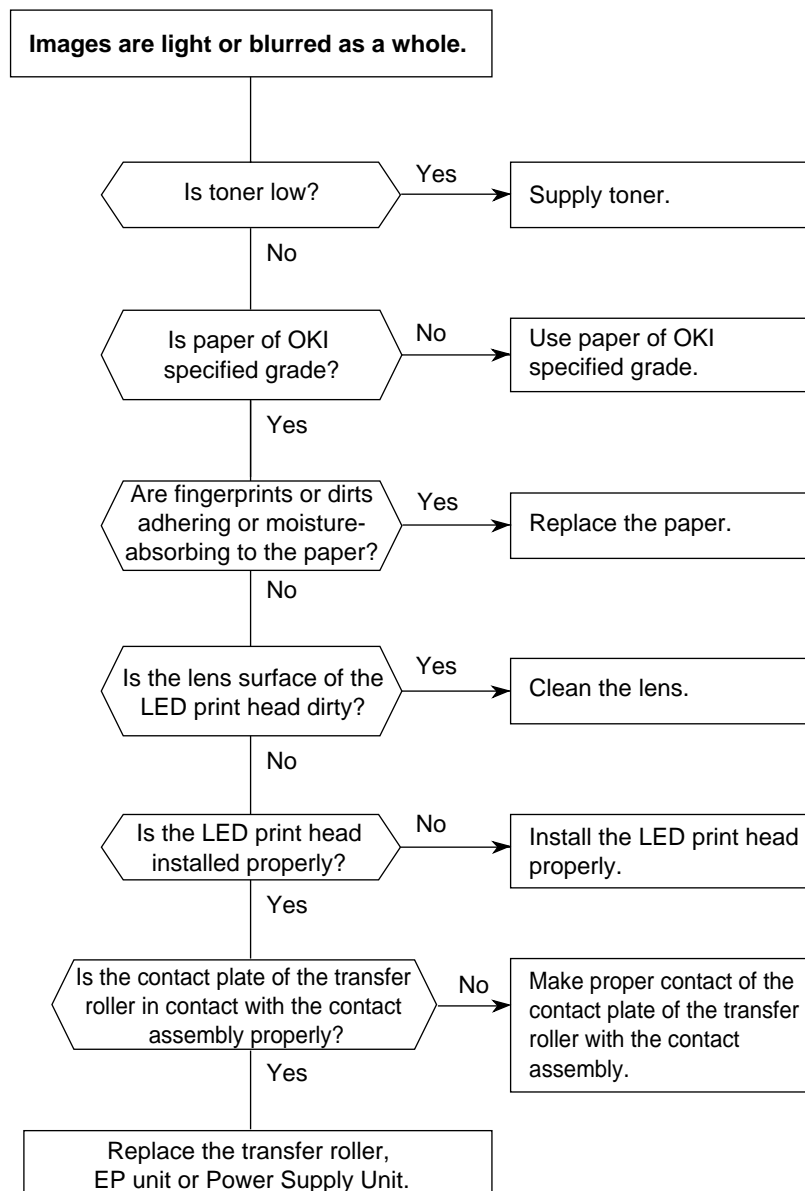 Images are light or blurred as a whole.
Is toner low?
Yes
Supply toner.
No
Is paper of OKI
specified grade?
No
Use paper of OKI
specified grade.
Yes
Are fingerprints or dirts
adhering or moisture-
absorbing to the paper?
Yes
Replace the paper.
No
Is the lens surface of the
LED print head dirty?
Yes
Clean the lens.
No
Is the LED print head
installed properly?
No
Install the LED print head
properly.
Yes
Is the contact plate of the transfer
roller in contact with the contact
assembly properly?
No
Make proper contact of the
contact plate of the transfer
roller with the contact
assembly.
Yes
Replace the transfer roller,
EP unit or Power Supply Unit.